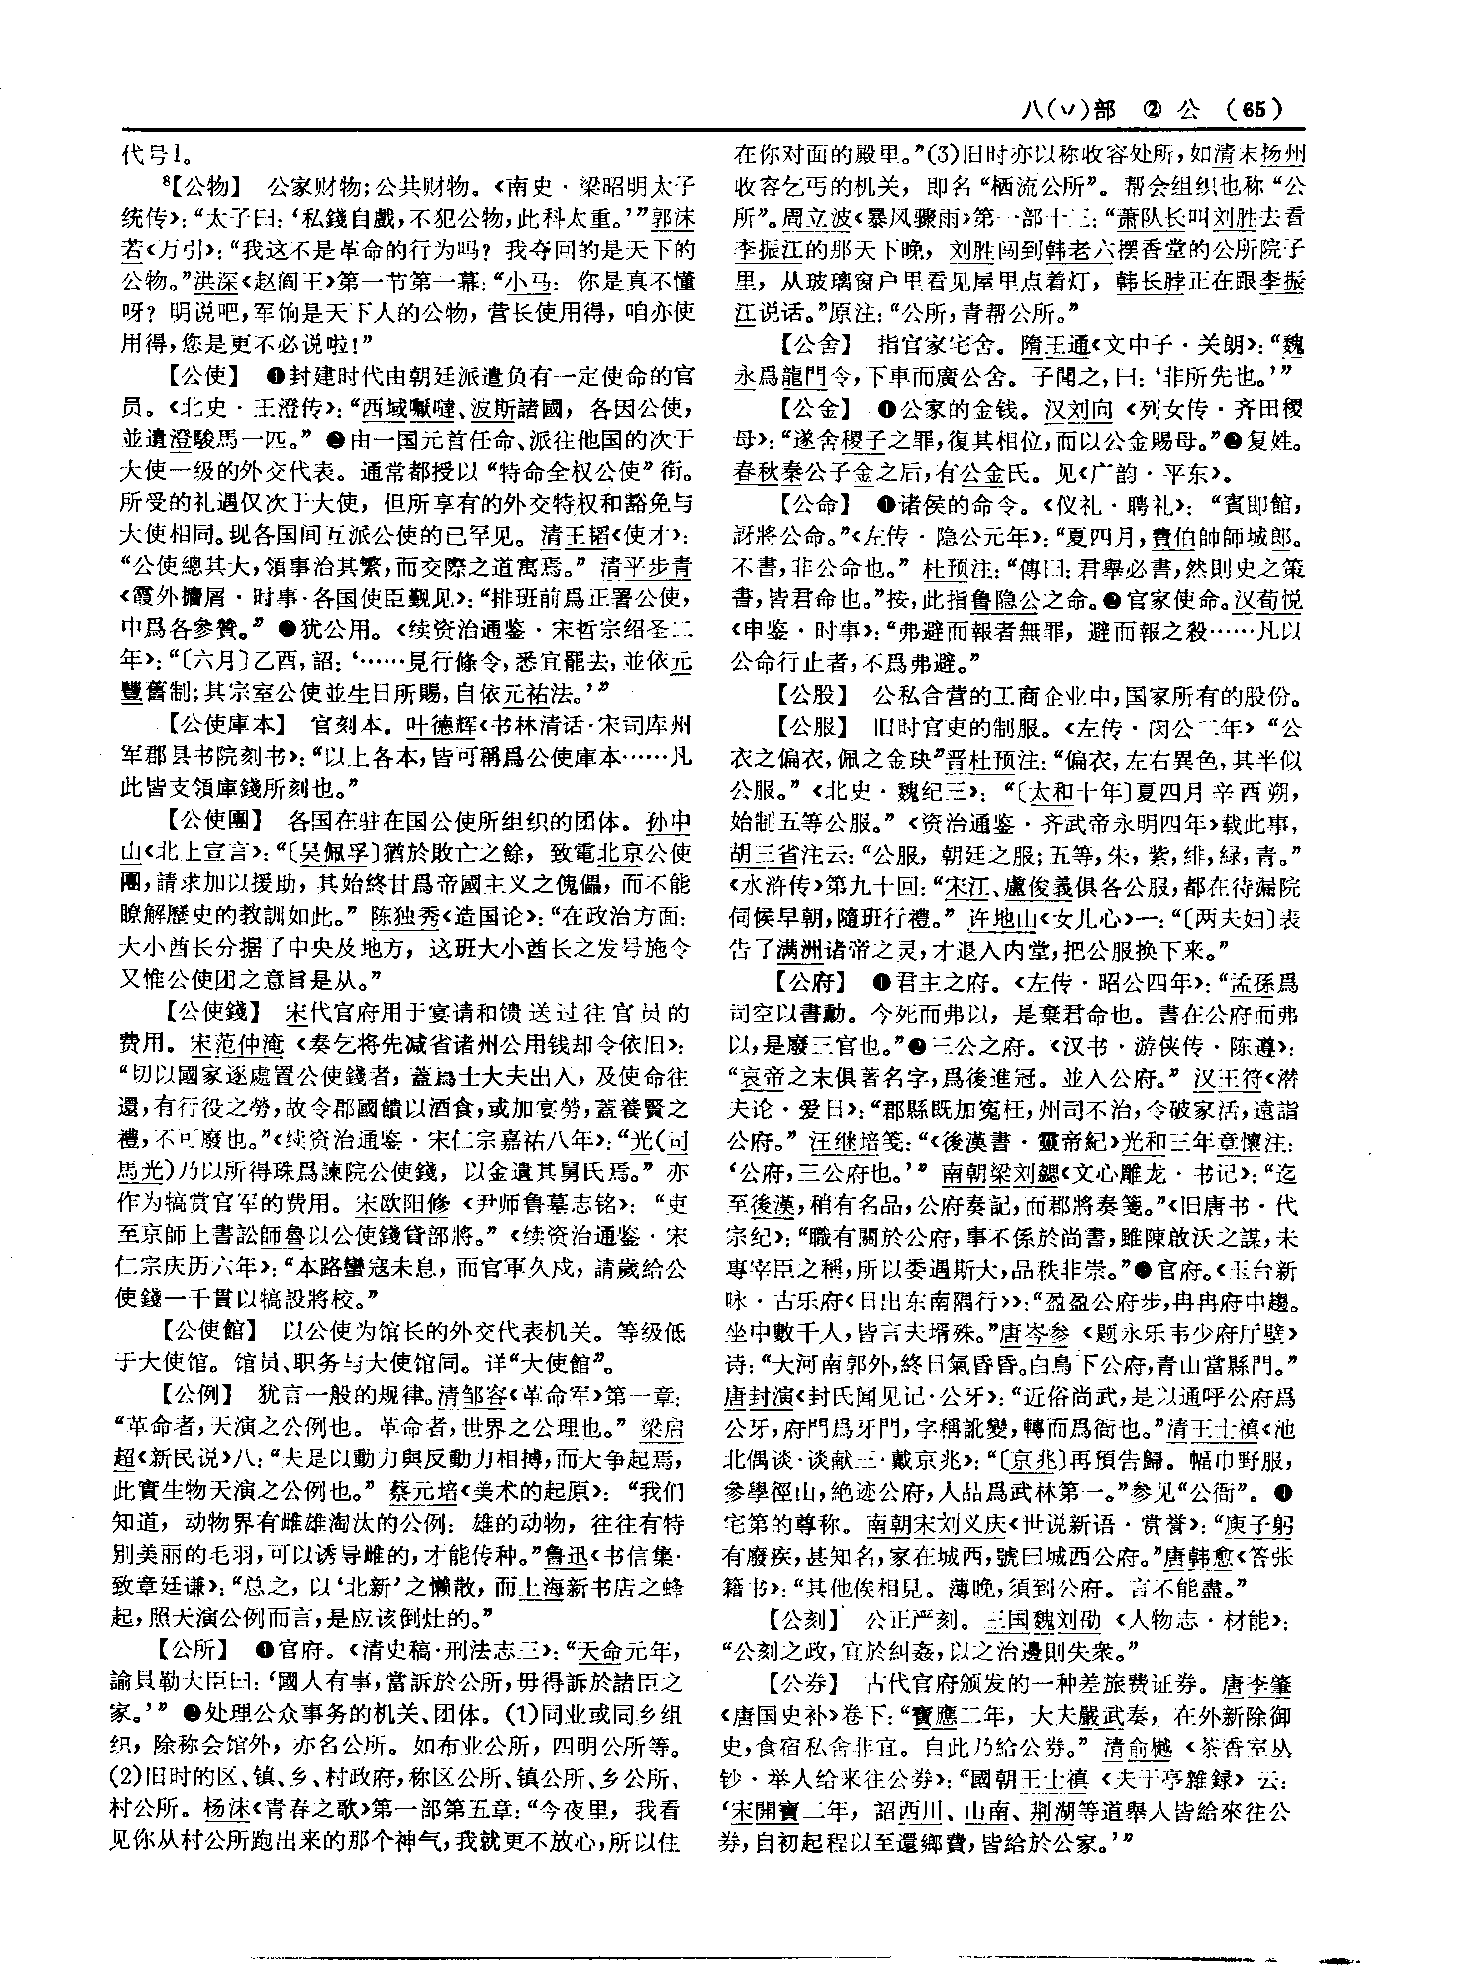 八(丷)部 ② 公 (65)
代号1。
⁸【公物】 公家财物;公共财物。《南史·梁昭明太子
统传》:“太子曰:‘私錢自戲,不犯公物,此科太重。’”郭沫
若《万引》:“我这不是革命的行为吗? 我夺回的是天下的
公物。”洪深《赵阎王》第一节第一幕:“小马: 你是真不懂
呀? 明说吧,军饷是天下人的公物,营长使用得,咱亦使
用得,您是更不必说啦!”
【公使】 ❶封建时代由朝廷派遣负有一定使命的官
员。《北史·王澄传》:“西域嚈噠、波斯諸國,各因公使,
並遺澄駿馬一匹。” ❷由一国元首任命、派往他国的次于
大使一级的外交代表。通常都授以“特命全权公使”衔。
所受的礼遇仅次于大使,但所享有的外交特权和豁免与
大使相同。现各国间互派公使的已罕见。清王韬《使才》:
“公使總其大,領事治其繁,而交際之道寓焉。” 清平步青
《霞外攟屑·时事·各国使臣觐见》:“排班前爲正署公使,
中爲各參贊。” ❸犹公用。《续资治通鉴·宋哲宗绍圣二
年》:“〔六月〕乙酉,詔:‘……見行條令,悉宜罷去,並依元
豐舊制;其宗室公使並生日所賜,自依元祐法。’”
【公使庫本】 官刻本。叶德辉《书林清话·宋司库州
军郡县书院刻书》:“以上各本,皆可稱爲公使庫本……凡
此皆支領庫錢所刻也。”
【公使團】 各国在驻在国公使所组织的团体。孙中
山《北上宣言》:“〔吴佩孚〕猶於敗亡之餘,致電北京公使
團,請求加以援助,其始終甘爲帝國主义之傀儡,而不能
瞭解歷史的教訓如此。” 陈独秀《造国论》:“在政治方面:
大小酋长分据了中央及地方,这班大小酋长之发号施令
又惟公使团之意旨是从。”
【公使錢】 宋代官府用于宴请和馈送过往官员的
费用。宋范仲淹《奏乞将先减省诸州公用钱却令依旧》:
“切以國家逐處置公使錢者,蓋爲士大夫出入,及使命往
還,有行役之勞,故令郡國饋以酒食,或加宴勞,蓋養賢之
禮,不可廢也。”《续资治通鉴·宋仁宗嘉祐八年》:“光(司
馬光)乃以所得珠爲諫院公使錢,以金遺其舅氏焉。” 亦
作为犒赏官军的费用。宋欧阳修《尹师鲁墓志铭》:“吏
至京師上書訟師魯以公使錢貸部將。”《续资治通鉴·宋
仁宗庆历六年》:“本路蠻寇未息,而官軍久戍,請歲給公
使錢一千貫以犒設將校。”
【公使館】 以公使为馆长的外交代表机关。等级低
于大使馆。馆员、职务与大使馆同。详“大使館”。
【公例】 犹言一般的规律。清邹容《革命军》第一章:
“革命者,天演之公例也。革命者,世界之公理也。” 梁启
超《新民说》八:“夫是以動力與反動力相搏,而大争起焉,
此實生物天演之公例也。” 蔡元培《美术的起原》:“我们
知道,动物界有雌雄淘汰的公例:雄的动物,往往有特
别美丽的毛羽,可以诱导雌的,才能传种。”鲁迅《书信集·
致章廷谦》:“总之,以‘北新’之懒散,而上海新书店之蜂
起,照天演公例而言,是应该倒灶的。”
【公所】 ❶官府。《清史稿·刑法志三》:“天命元年,
諭貝勒大臣曰:‘國人有事,當訴於公所,毋得訴於諸臣之
家。’” ❷处理公众事务的机关、团体。(1)同业或同乡组
织,除称会馆外,亦名公所。如布业公所,四明公所等。
(2)旧时的区、镇、乡、村政府,称区公所、镇公所、乡公所、
村公所。杨沫《青春之歌》第一部第五章:“今夜里,我看
见你从村公所跑出来的那个神气,我就更不放心,所以住
在你对面的殿里。”(3)旧时亦以称收容处所,如清末扬州
收容乞丐的机关,即名“栖流公所”。帮会组织也称“公
所”。周立波《暴风骤雨》第一部十三:“萧队长叫刘胜去看
李振江的那天下晚,刘胜闯到韩老六摆香堂的公所院子
里,从玻璃窗户里看见屋里点着灯,韩长脖正在跟李振
江说话。”原注:“公所,青帮公所。”
【公舍】 指官家宅舍。隋王通《文中子·关朗》:“魏
永爲龍門令,下車而廣公舍。子聞之,曰:‘非所先也。’”
【公金】 ❶公家的金钱。汉刘向《列女传·齐田稷
母》:“遂舍稷子之罪,復其相位,而以公金賜母。”❷复姓。
春秋秦公子金之后,有公金氏。见《广韵·平东》。
【公命】 ❶诸侯的命令。《仪礼·聘礼》:“賓即館,
訝將公命。”《左传·隐公元年》:“夏四月,費伯帥師城郎。
不書,非公命也。” 杜预注:“傳曰:君舉必書,然則史之策
書,皆君命也。”按,此指鲁隐公之命。❷官家使命。汉荀悦
《申鉴·时事》:“弗避而報者無罪,避而報之殺……凡以
公命行止者,不爲弗避。”
【公股】 公私合营的工商企业中,国家所有的股份。
【公服】 旧时官吏的制服。《左传·闵公二年》“公
衣之偏衣,佩之金玦”晋杜预注:“偏衣,左右異色,其半似
公服。”《北史·魏纪三》:“〔太和十年〕夏四月辛酉朔,
始制五等公服。”《资治通鉴·齐武帝永明四年》载此事,
胡三省注云:“公服,朝廷之服;五等,朱,紫,绯,緑,青。”
《水浒传》第九十回:“宋江、盧俊義俱各公服,都在待漏院
伺候早朝,隨班行禮。” 许地山《女儿心》一:“〔两夫妇〕表
告了满洲诸帝之灵,才退入内堂,把公服换下来。”
【公府】 ❶君主之府。《左传·昭公四年》:“孟孫爲
司空以書勳。今死而弗以,是棄君命也。書在公府而弗
以,是廢三官也。”❷三公之府。《汉书·游侠传·陈遵》:
“哀帝之末俱著名字,爲後進冠。並入公府。” 汉王符《潜
夫论·爱日》:“郡縣既加冤枉,州司不治,令破家活,遠詣
公府。” 汪继培笺:“《後漢書·靈帝紀》光和三年章懷注:
‘公府,三公府也。’” 南朝梁刘勰《文心雕龙·书记》:“迄
至後漢,稍有名品,公府奏記,而郡將奏箋。”《旧唐书·代
宗纪》:“職有關於公府,事不係於尚書,雖陳啟沃之謀,未
專宰臣之稱,所以委遇斯大,品秩非崇。”❸官府。《玉台新
咏·古乐府〈日出东南隅行〉》:“盈盈公府步,冉冉府中趨。
坐中數千人,皆言夫壻殊。”唐岑参《题永乐韦少府厅壁》
诗:“大河南郭外,終日氣昏昏。白鳥下公府,青山當縣門。”
唐封演《封氏闻见记·公牙》:“近俗尚武,是以通呼公府爲
公牙,府門爲牙門,字稱訛變,轉而爲衙也。”清王士禛《池
北偶谈·谈献三·戴京兆》:“〔京兆〕再預告歸。幅巾野服,
參學徑山,絶迹公府,人品爲武林第一。”参见“公衙”。 ❹
宅第的尊称。南朝宋刘义庆《世说新语·赏誉》:“庾子躬
有廢疾,甚知名,家在城西,號曰城西公府。”唐韩愈《答张
籍书》:“其他俟相見。薄晚,須到公府。言不能盡。”
【公刻】 公正严刻。三国魏刘劭《人物志·材能》:
“公刻之政,宜於糾姦,以之治邊則失衆。”
【公券】 古代官府颁发的一种差旅费证券。唐李肇
《唐国史补》卷下:“寶應二年,大夫嚴武奏,在外新除御
史,食宿私舍非宜。自此乃給公券。” 清俞樾《茶香室丛
钞·举人给来往公券》:“國朝王士禛《夫于亭雜録》云:
‘宋開寶二年,詔西川、山南、荆湖等道舉人皆給來往公
券,自初起程以至還鄉費,皆給於公家。’”